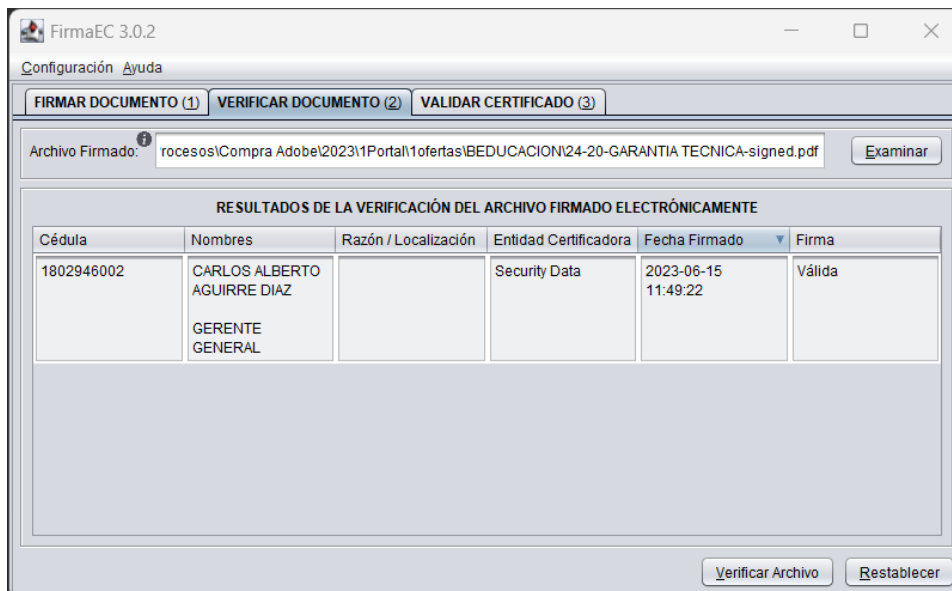 FirmaEC 3.0.2
Configuración Ayuda
FIRMAR DOCUMENTO (1) VERIFICAR DOCUMENTO (2) VALIDAR CERTIFICADO (3)
Archivo Firmado: rocesos\Compra Adobe\2023\1Portal\1ofertas\BEDUCACION\24-20-GARANTIA TECNICA-signed.pdf Examinar
RESULTADOS DE LA VERIFICACIÓN DEL ARCHIVO FIRMADO ELECTRÓNICAMENTE
Cédula Nombres Razón / Localización Entidad Certificadora Fecha Firmado Firma
1802946002 CARLOS ALBERTO Security Data 2023-06-15 Válida
AGUIRRE DIAZ 11:49:22
GERENTE
GENERAL
Verificar Archivo Restablecer